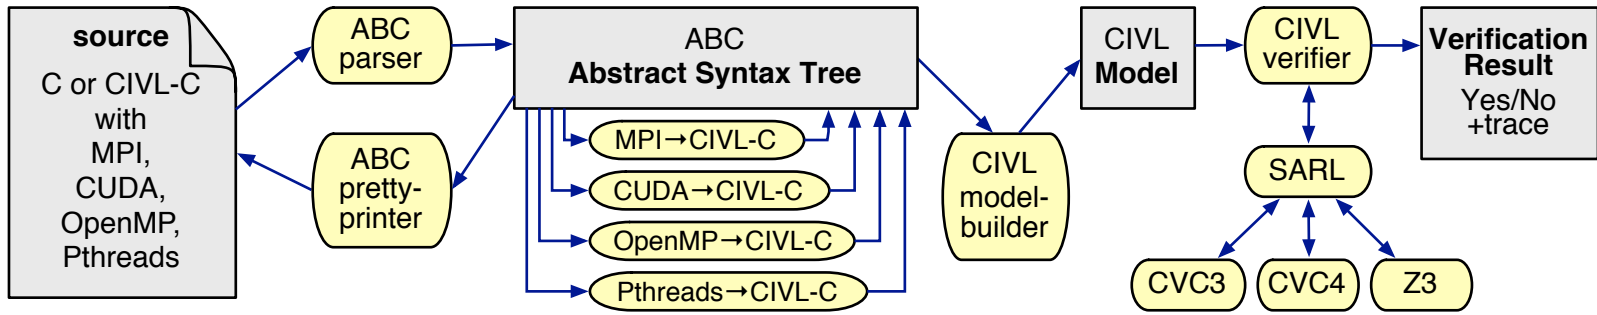 source
C or CIVL-C
with
MPI,
CUDA,
OpenMP,
Pthreads
ABC
parser
ABC
pretty-
printer
ABC
Abstract Syntax Tree
MPI→CIVL-C
CUDA→CIVL-C
OpenMP→CIVL-C
Pthreads→CIVL-C
CIVL
model-
builder
CIVL
Model
CIVL
verifier
SARL
CVC3
CVC4
Z3
Verification
Result
Yes/No
+trace